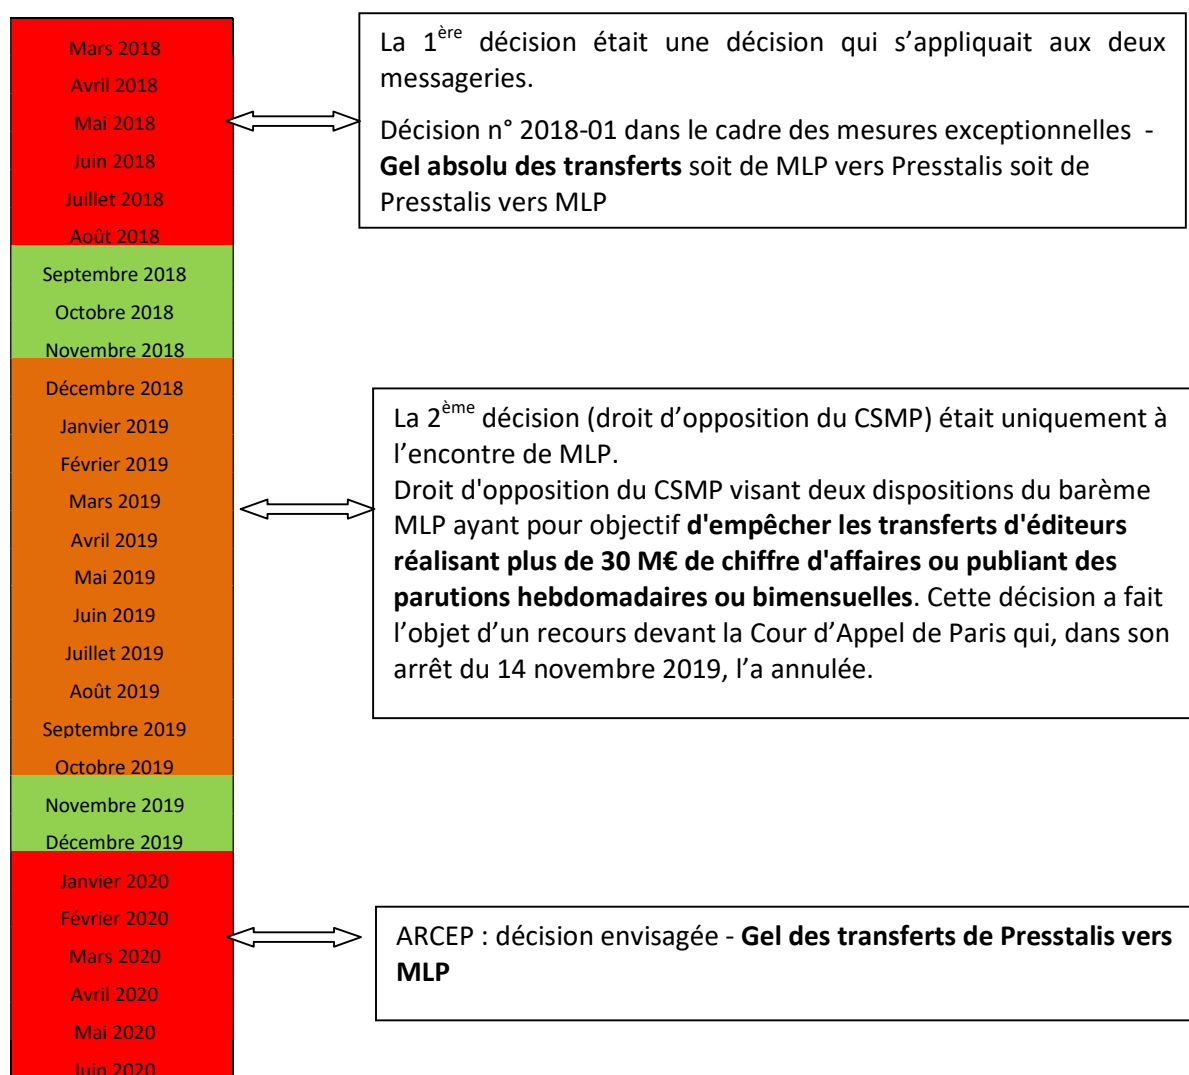 Mars 2018
Avril 2018
Mai 2018
Juin 2018
Juillet 2018
Août 2018
Septembre 2018
Octobre 2018
Novembre 2018
Décembre 2018
Janvier 2019
Février 2019
Mars 2019
Avril 2019
Mai 2019
Juin 2019
Juillet 2019
Août 2019
Septembre 2019
Octobre 2019
Novembre 2019
Décembre 2019
Janvier 2020
Février 2020
Mars 2020
Avril 2020
Mai 2020
Juin 2020
La 1ère décision était une décision qui s’appliquait aux deux
messageries.
Décision n° 2018-01 dans le cadre des mesures exceptionnelles -
Gel absolu des transferts soit de MLP vers Presstalis soit de
Presstalis vers MLP
La 2ème décision (droit d’opposition du CSMP) était uniquement à
l’encontre de MLP.
Droit d'opposition du CSMP visant deux dispositions du barème
MLP ayant pour objectif d'empêcher les transferts d'éditeurs
réalisant plus de 30 M€ de chiffre d'affaires ou publiant des
parutions hebdomadaires ou bimensuelles. Cette décision a fait
l’objet d’un recours devant la Cour d’Appel de Paris qui, dans son
arrêt du 14 novembre 2019, l’a annulée.
ARCEP : décision envisagée - Gel des transferts de Presstalis vers
MLP